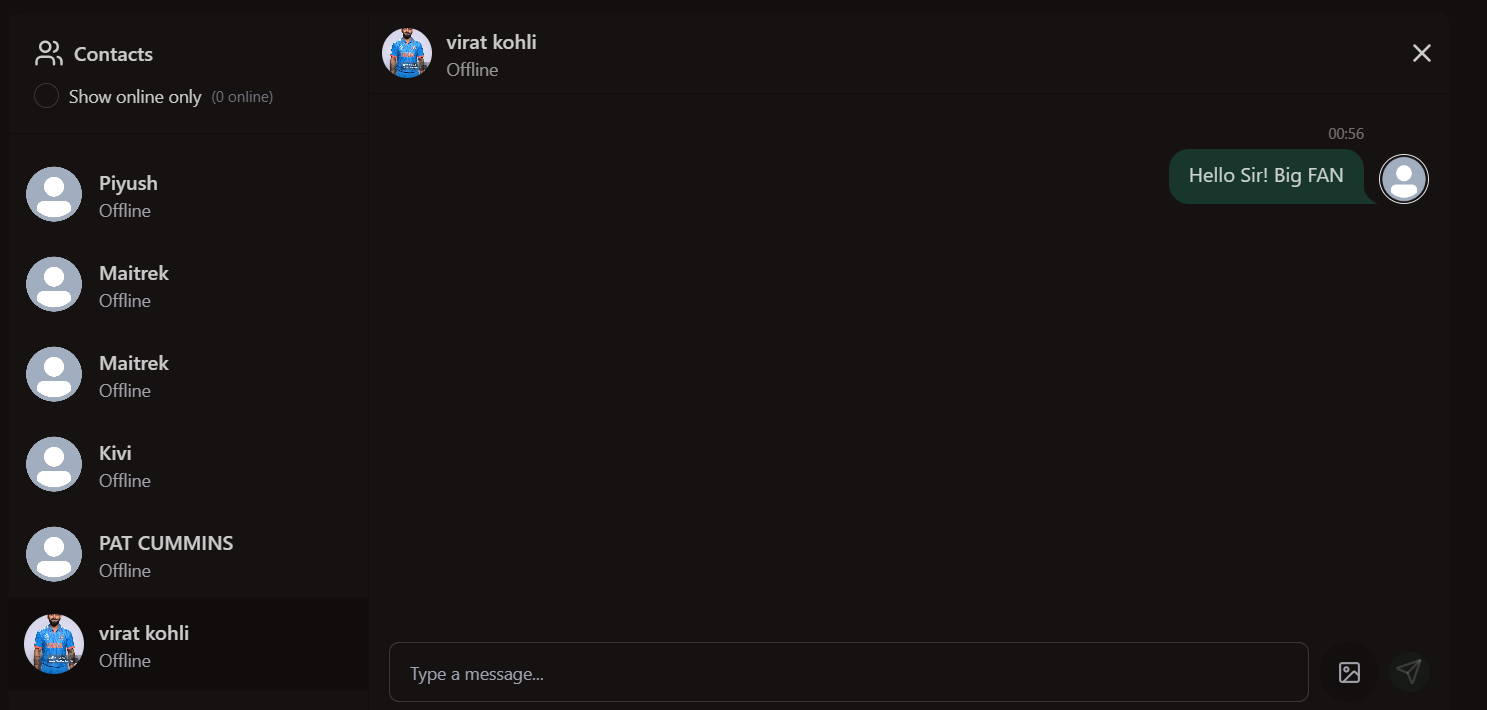 Contacts
Show online only (0 online)
Piyush
Offline
Maitrek
Offline
Maitrek
Offline
Kivi
Offline
PAT CUMMINS
Offline
virat kohli
Offline
virat kohli
Offline
00:56
Hello Sir! Big FAN
Type a message...